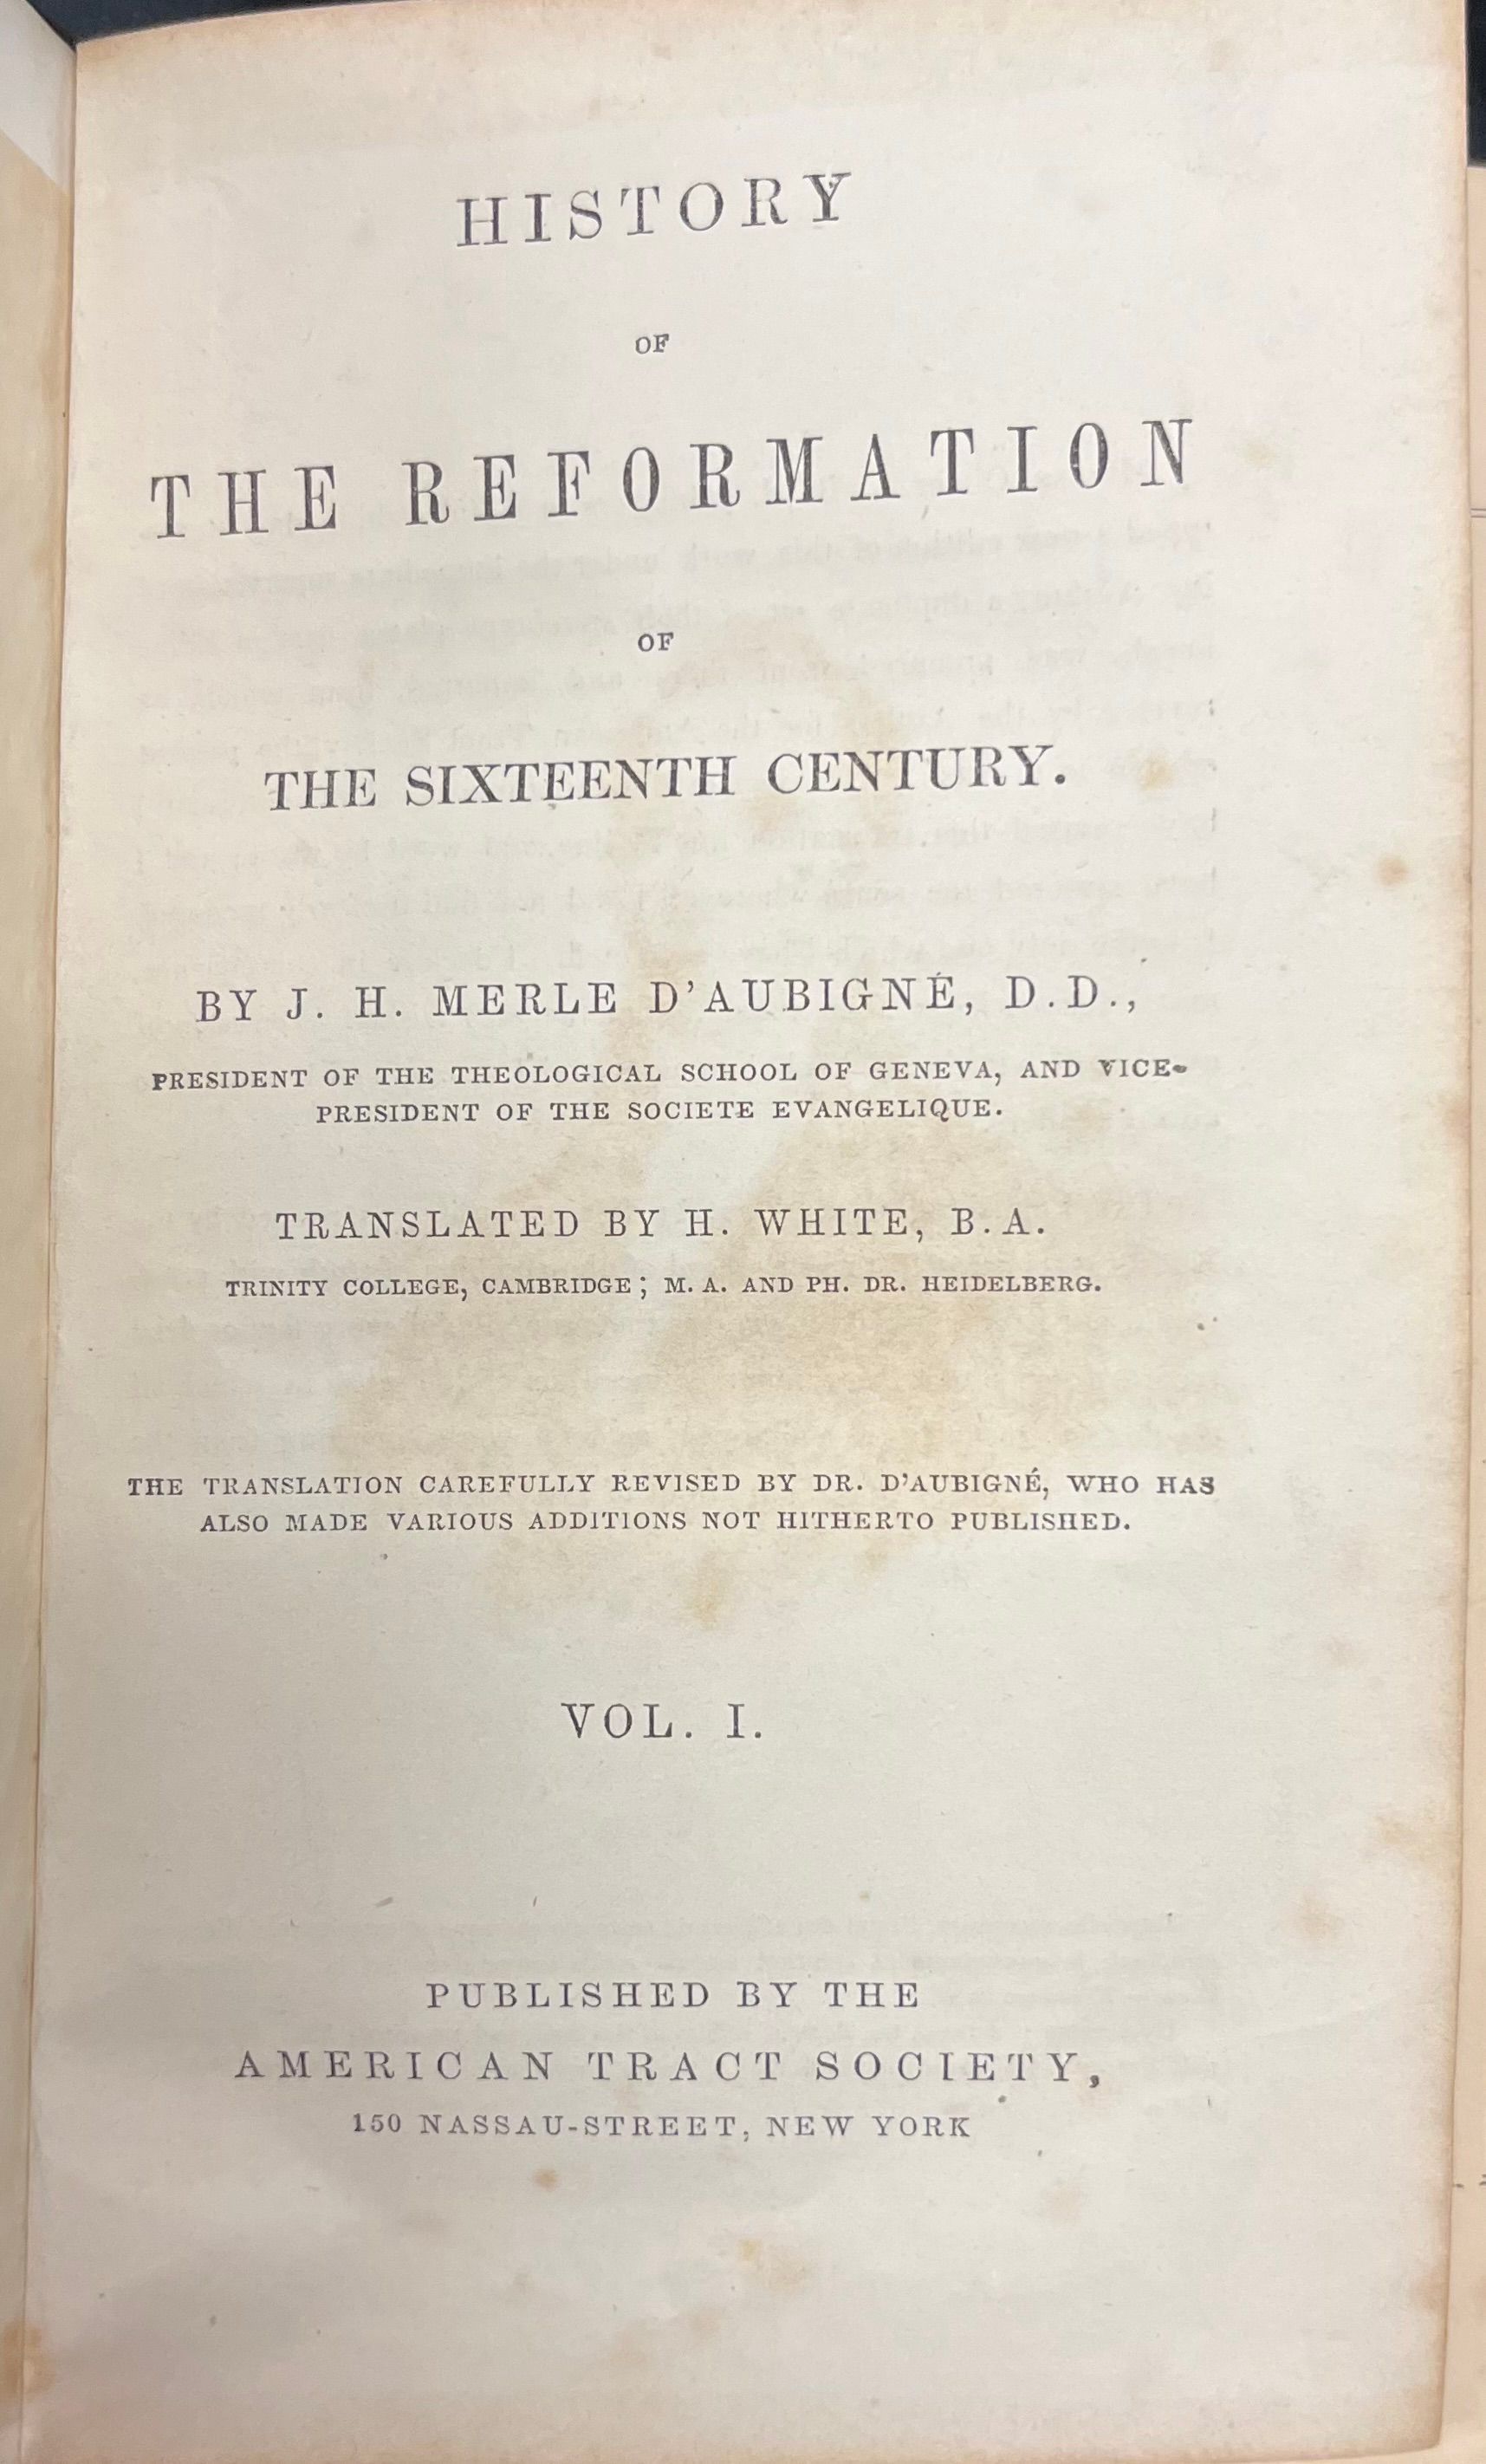 HISTORY
OF
THE REFORMATION
OF
THE SIXTEENTH CENTURY.
BY J. H. MERLE D'AUBIGNÉ, D.D.,
PRESIDENT OF THE THEOLOGICAL SCHOOL OF GENEVA, AND VICE-
PRESIDENT OF THE SOCIETE EVANGELIQUE.
TRANSLATED BY H. WHITE, B.A.
TRINITY COLLEGE, CAMBRIDGE; M. A. AND PH. DR. HEIDELBERG.
THE TRANSLATION CAREFULLY REVISED BY DR. D'AUBIGNÉ, WHO HAS
ALSO MADE VARIOUS ADDITIONS NOT HITHERTO PUBLISHED.
VOL. I.
PUBLISHED BY THE
AMERICAN TRACT SOCIETY,
150 NASSAU-STREET, NEW YORK